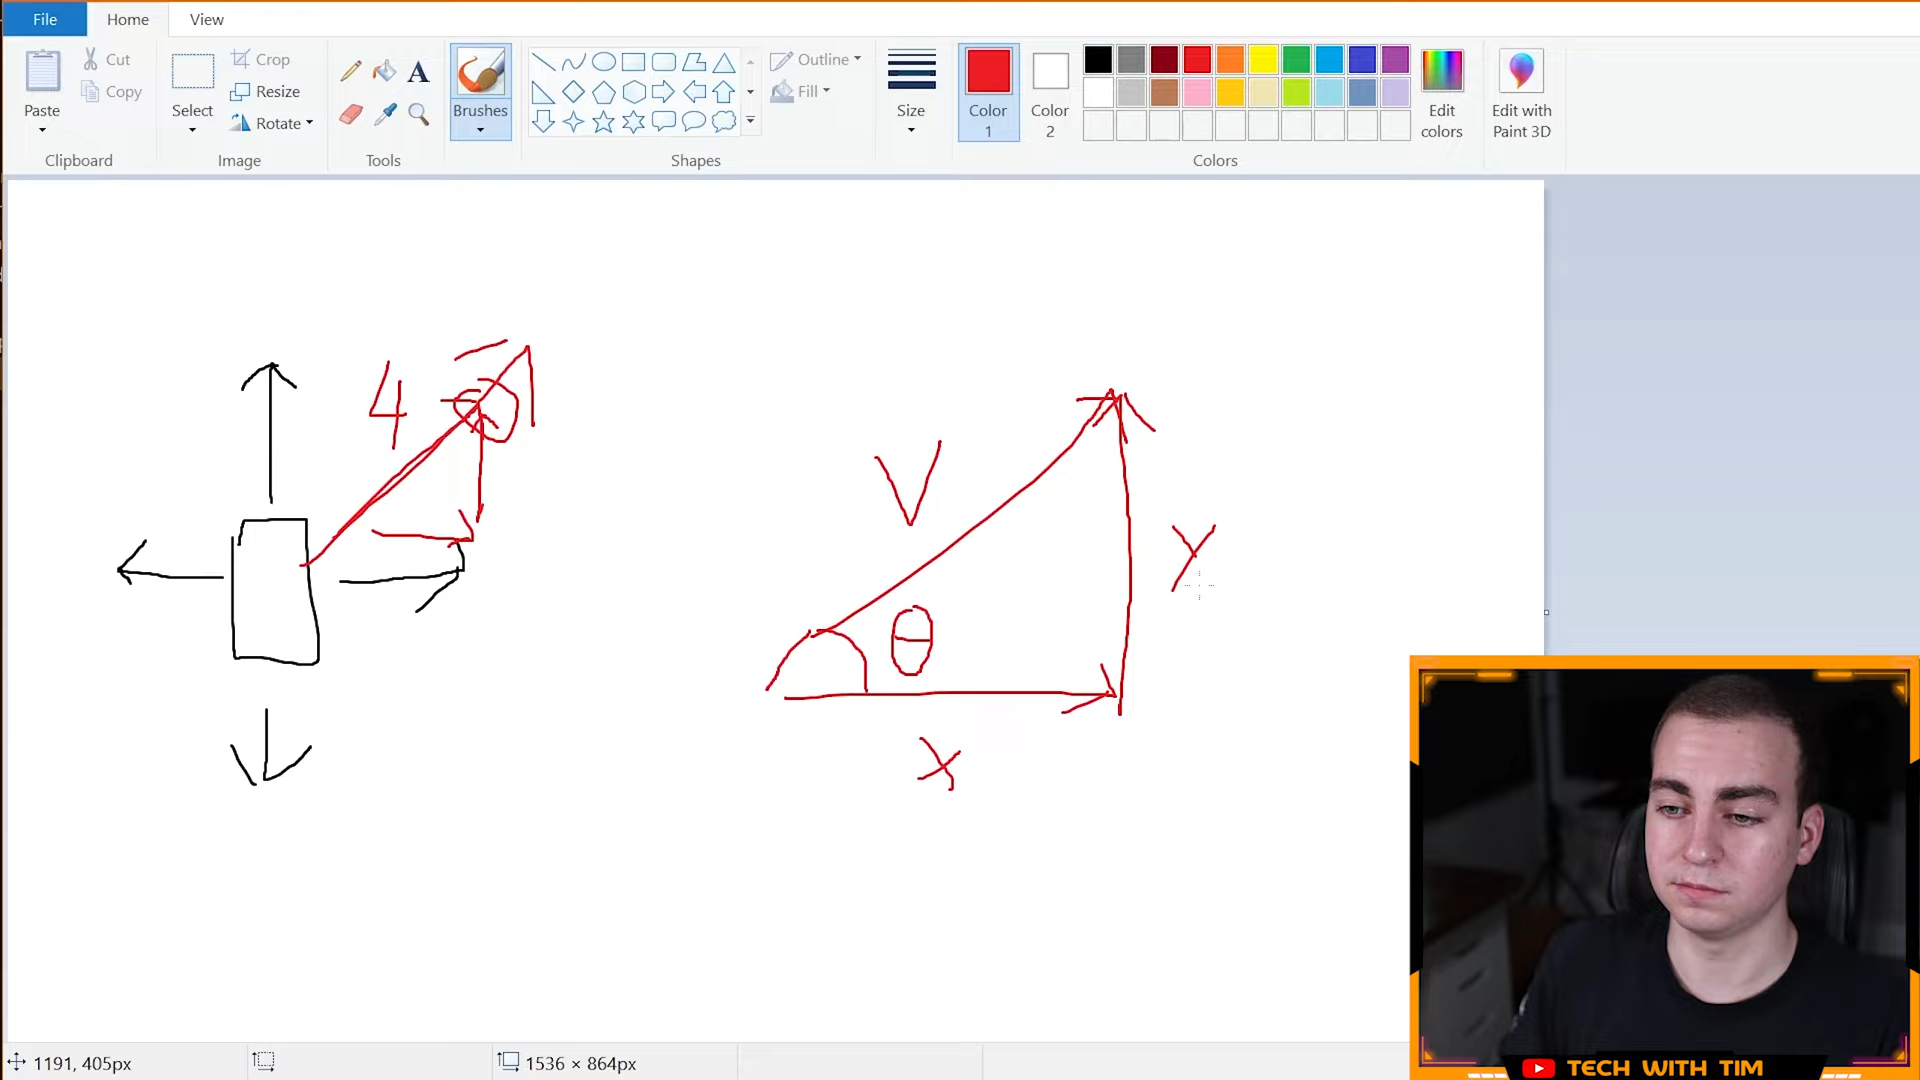 File Home View
Cut Crop Outline
Copy Resize Fill
Rotate
Paste Select Brushes Size Color 1 Color 2 Edit colors Edit with Paint 3D
Clipboard Image Tools Shapes Colors
4
V
y
θ
x
1191, 405px 1536 × 864px
TECH WITH TIM